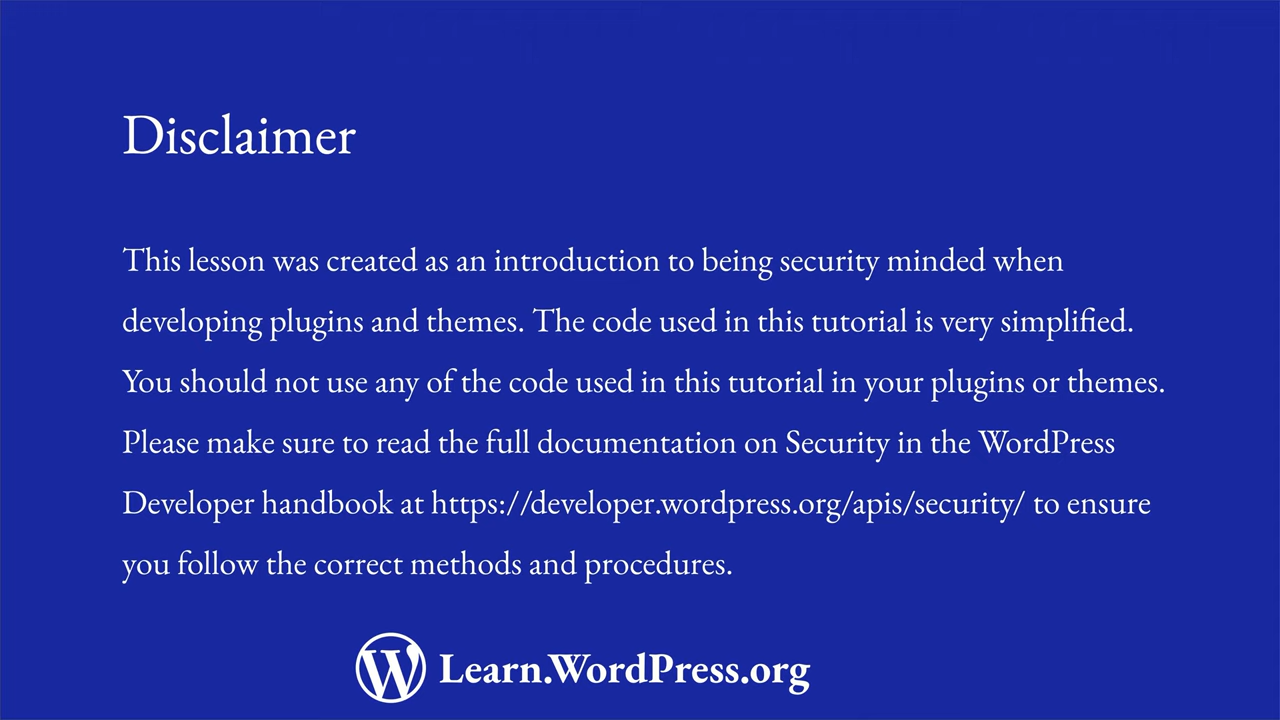 Disclaimer
This lesson was created as an introduction to being security minded when
developing plugins and themes. The code used in this tutorial is very simplified.
You should not use any of the code used in this tutorial in your plugins or themes.
Please make sure to read the full documentation on Security in the WordPress
Developer handbook at https://developer.wordpress.org/apis/security/ to ensure
you follow the correct methods and procedures.
Learn.WordPress.org